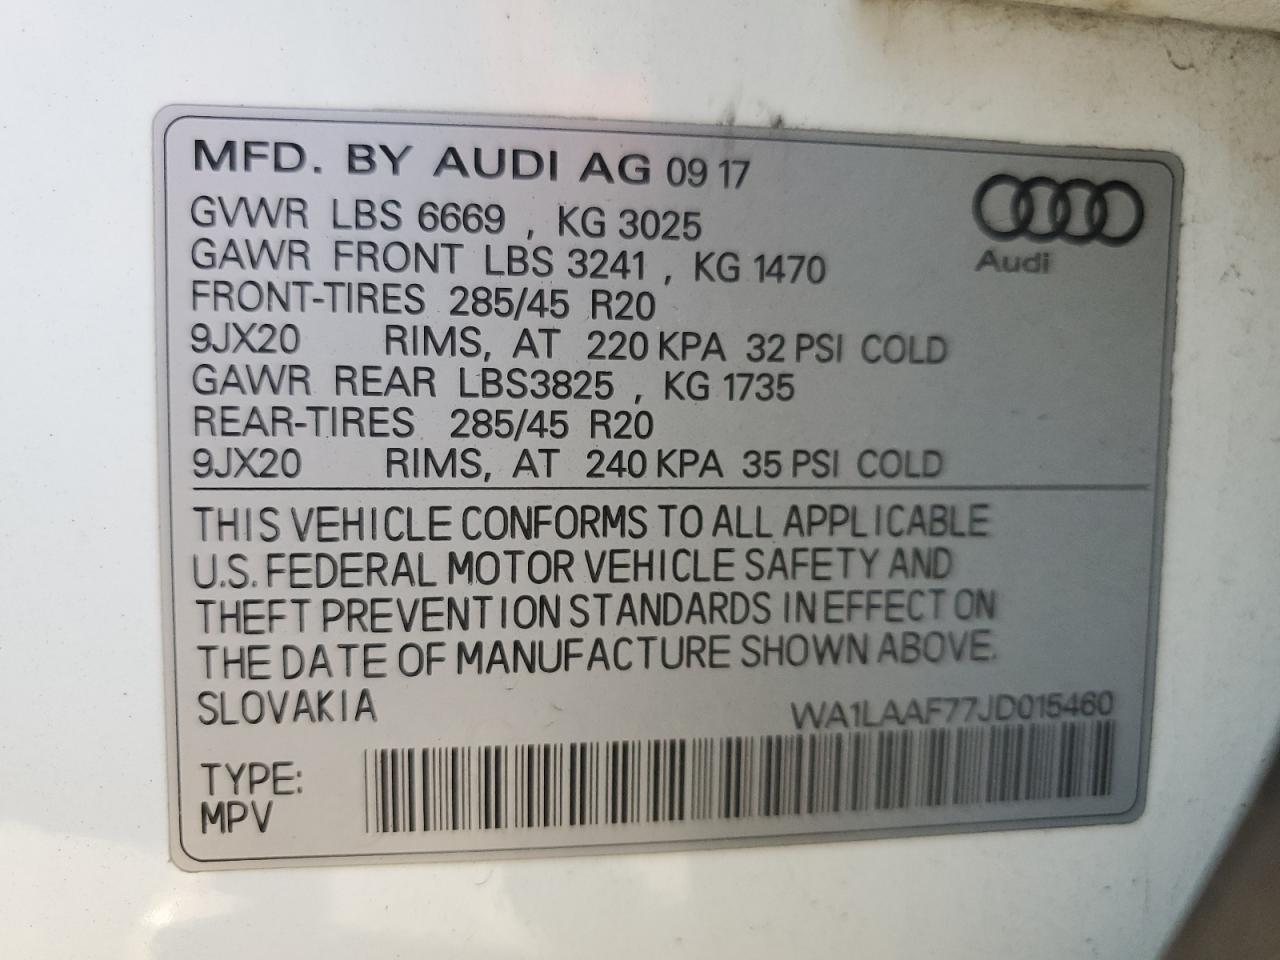 MFD. BY AUDI AG 09 17
GVWR LBS 6669 , KG 3025
GAWR FRONT LBS 3241 , KG 1470
FRONT-TIRES 285/45 R20
9JX20 RIMS, AT 220 KPA 32 PSI COLD
GAWR REAR LBS3825 , KG 1735
REAR-TIRES 285/45 R20
9JX20 RIMS, AT 240 KPA 35 PSI COLD
Audi
THIS VEHICLE CONFORMS TO ALL APPLICABLE
U.S. FEDERAL MOTOR VEHICLE SAFETY AND
THEFT PREVENTION STANDARDS IN EFFECT ON
THE DATE OF MANUFACTURE SHOWN ABOVE.
SLOVAKIA WA1LAAF77JD015460
TYPE:
MPV